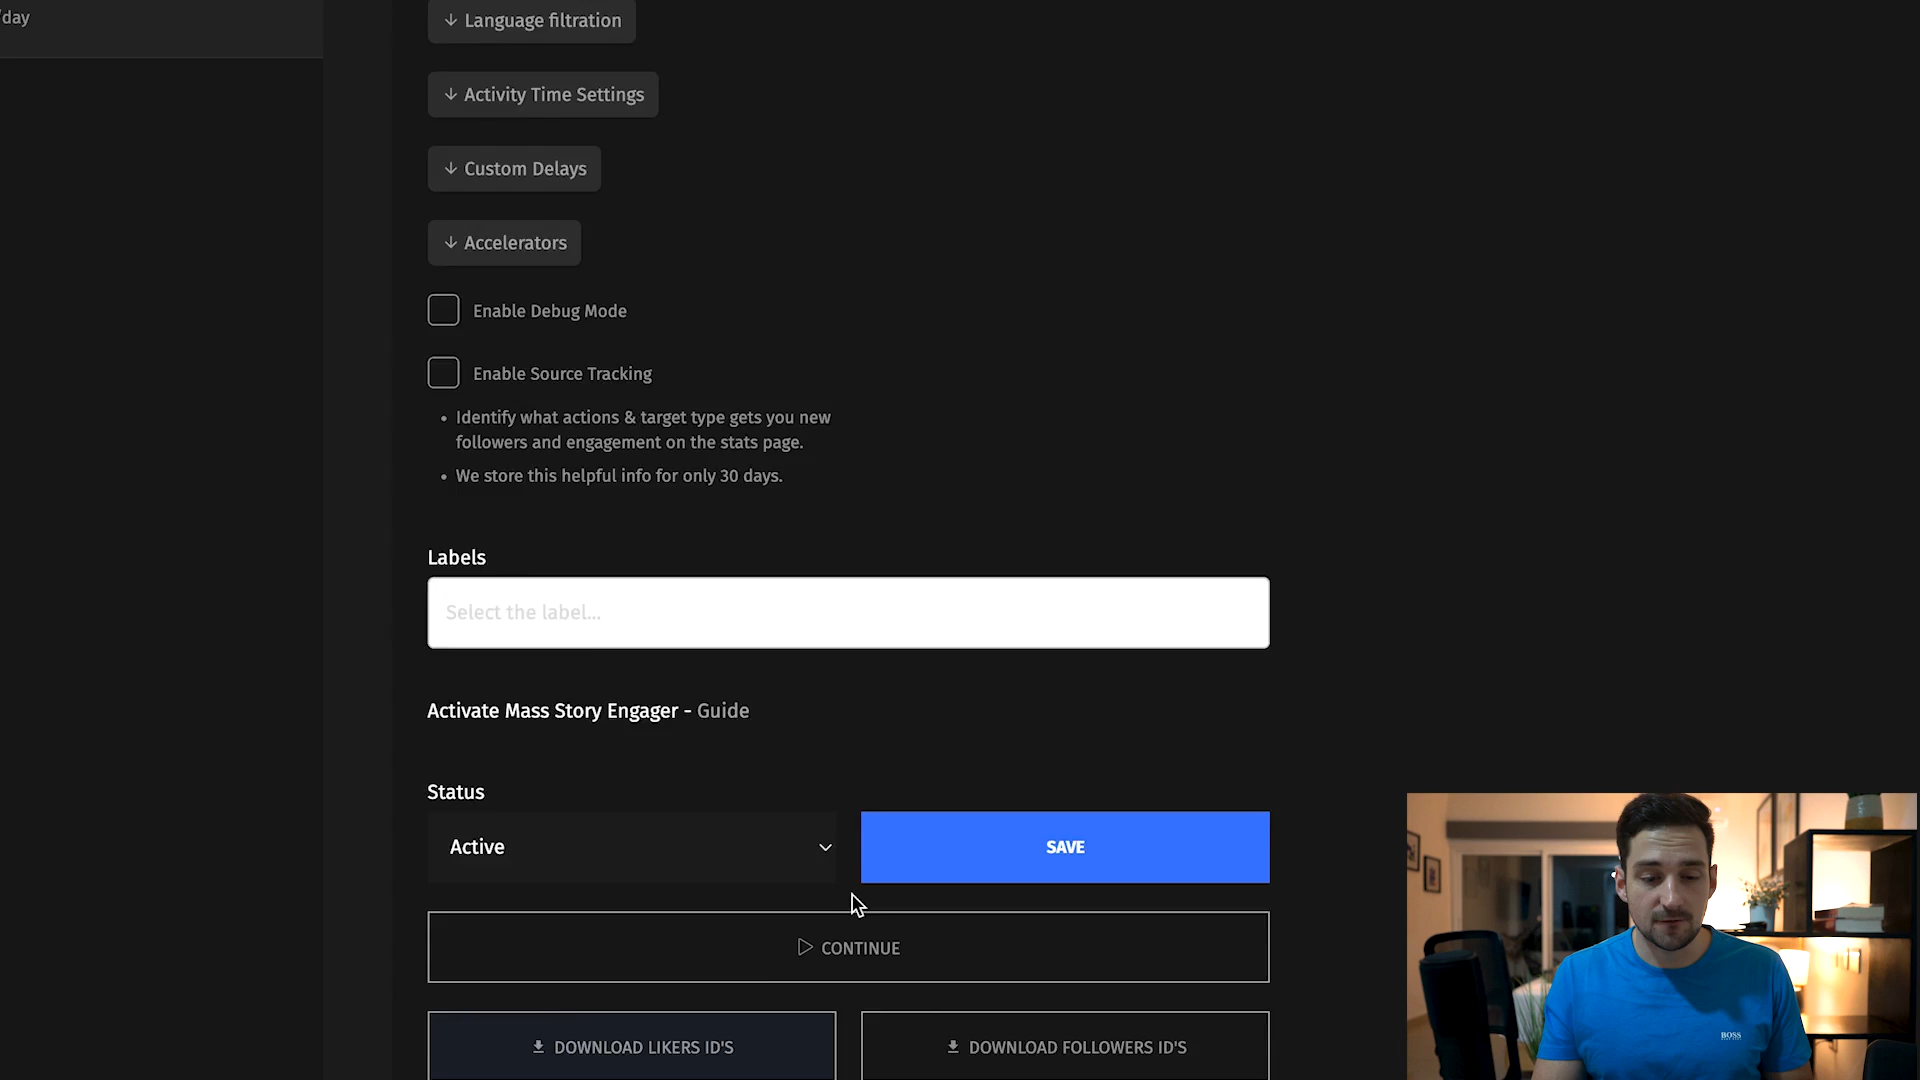 /day
Language filtration
Activity Time Settings
Custom Delays
Accelerators
Enable Debug Mode
Enable Source Tracking
• Identify what actions & target type gets you new
followers and engagement on the stats page.
• We store this helpful info for only 30 days.
Labels
Select the label...
Activate Mass Story Engager - Guide
Status
Active
SAVE
CONTINUE
DOWNLOAD LIKERS ID'S
DOWNLOAD FOLLOWERS ID'S
BOSS